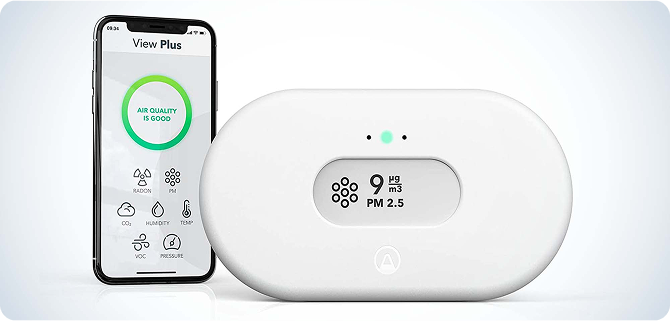 09:36
View Plus
AIR QUALITY
IS GOOD
RADON PM
CO₂ HUMIDITY TEMP
VOC PRESSURE
9 µg
m3
PM 2.5